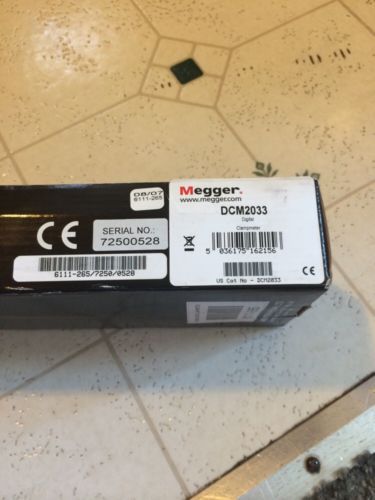 08/07
6111-265
CE
SERIAL NO.:
72500528
6111-265/7250/0528
Megger.
www.megger.com
DCM2033
Digital
Clampmeter
5 036175 162156
CE
US Cat No - DCM2033